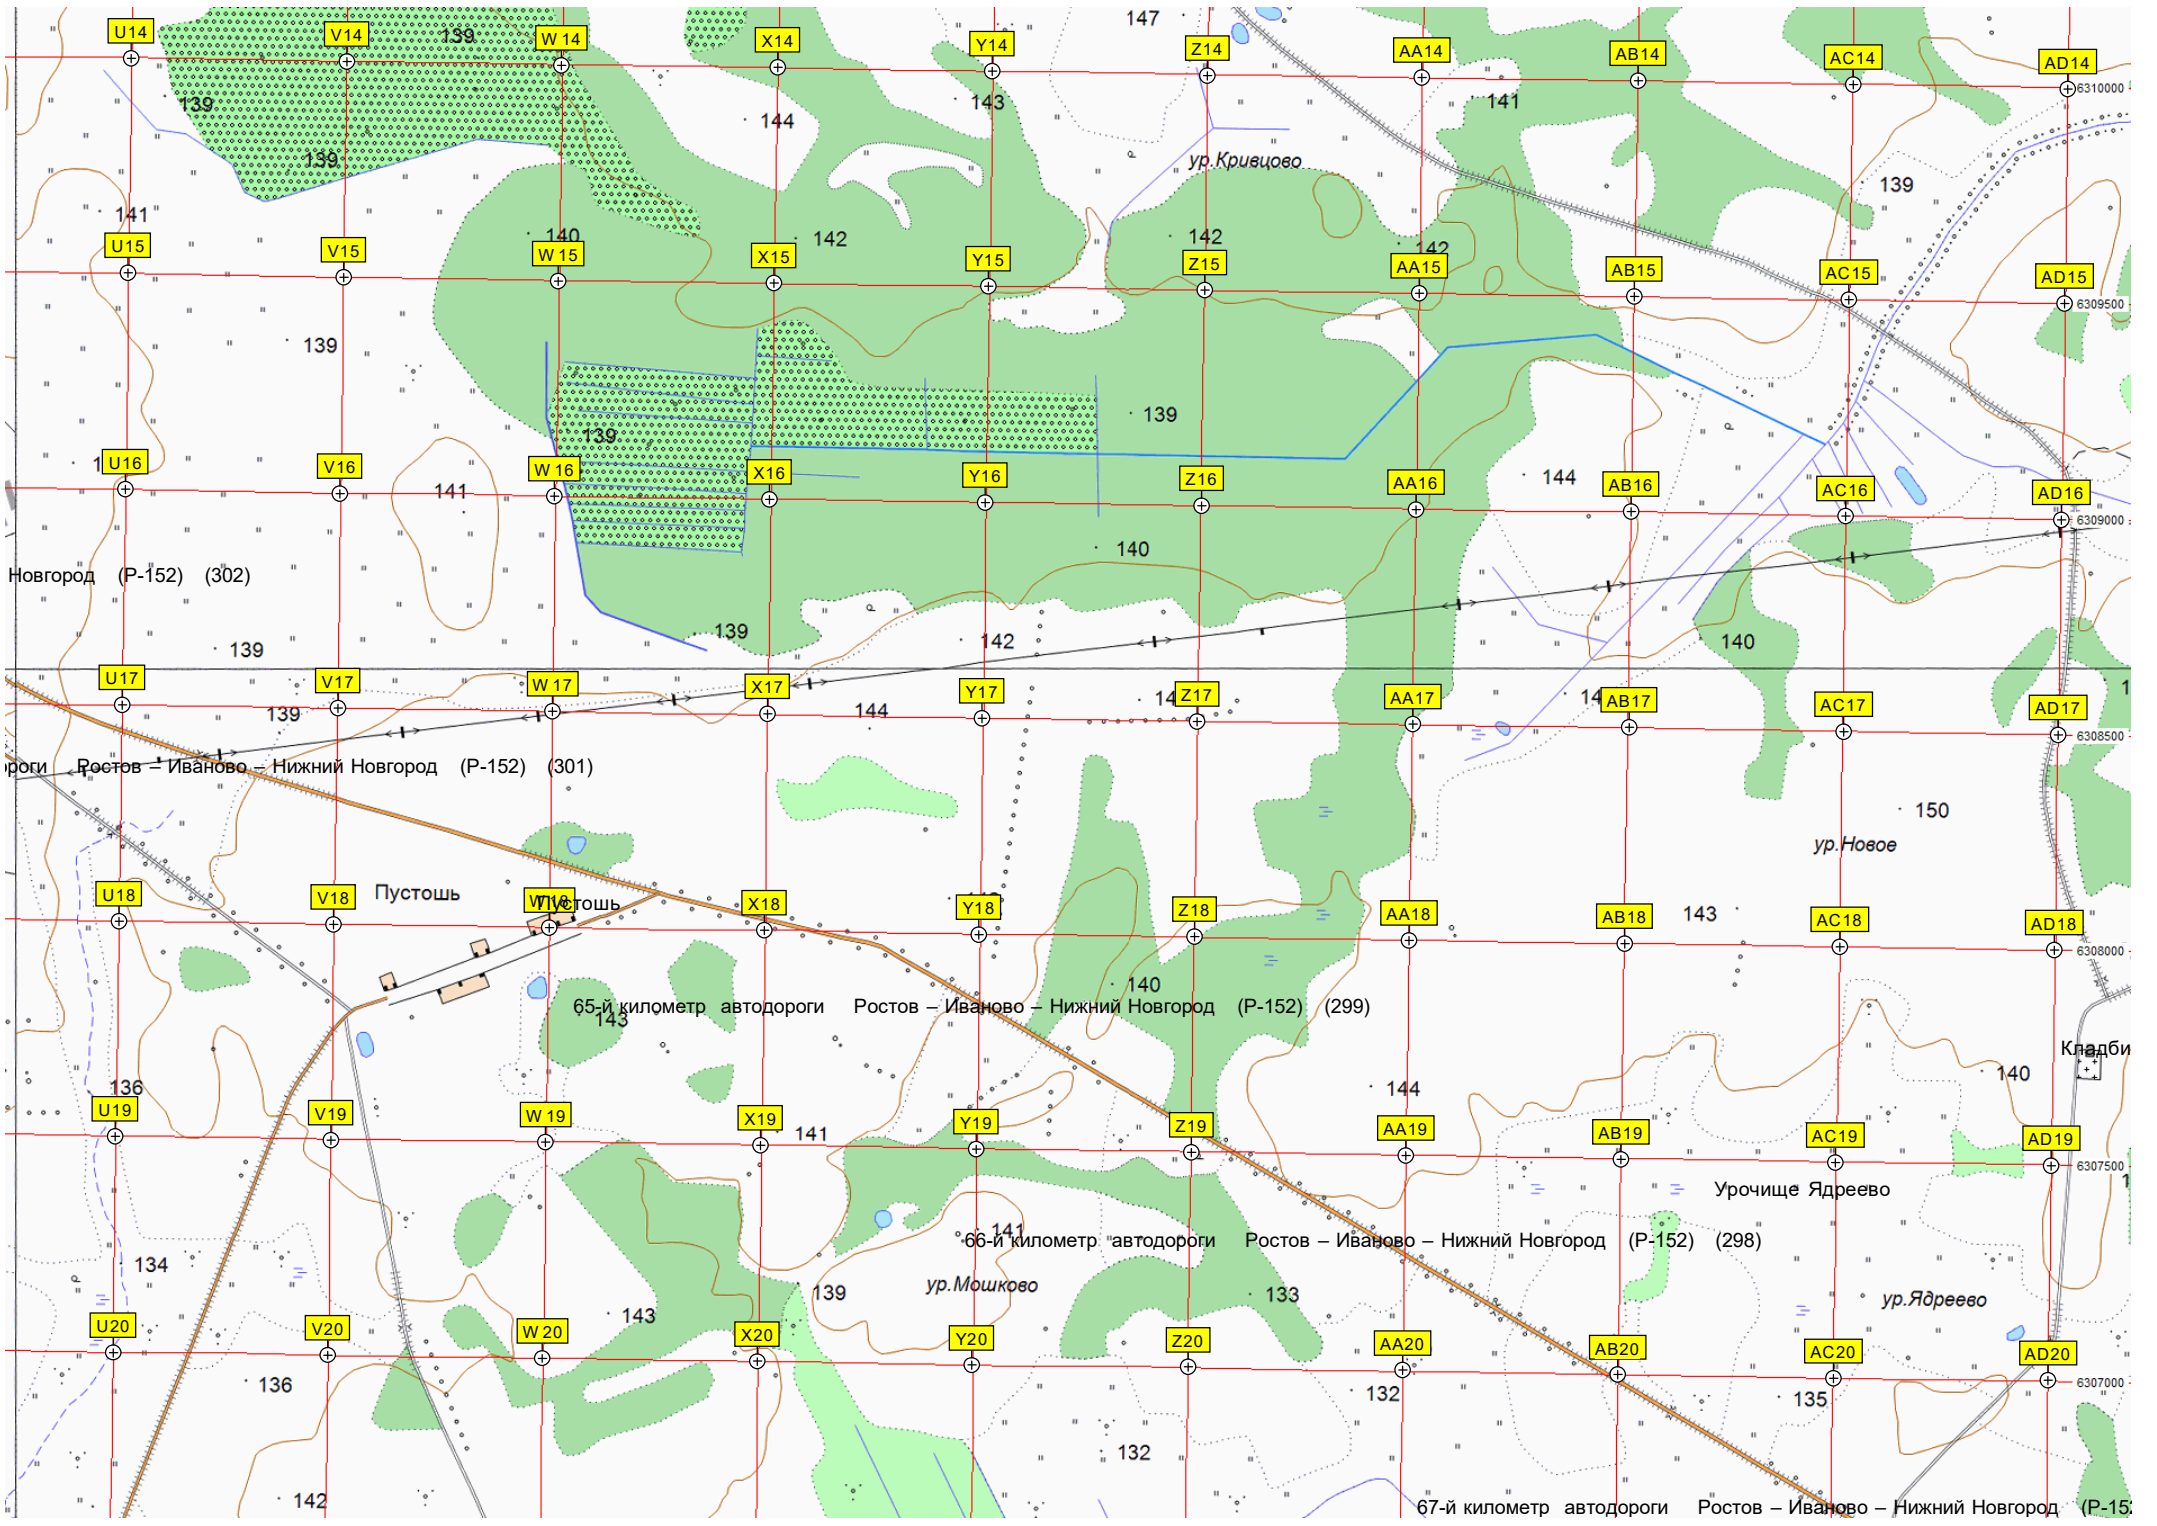 147
U14 V14 139 W14 X14 Y14 Z14 AA14 AB14 AC14 AD14
6310000
139 144 143 141
139 ур.Кривцово 139
141 140 142 142 142
U15 V15 W15 X15 Y15 Z15 AA15 AB15 AC15 AD15
6309500
139
139 139
U16 V16 W16 X16 Y16 Z16 AA16 AB16 AC16 AD16
141 144
6309000
140
Новгород (Р-152) (302)
139 139 142 140
U17 V17 W17 X17 Y17 Z17 AA17 AB17 AC17 AD17
139 144
6308500
Ростов – Иваново – Нижний Новгород (Р-152) (301)
150
ур.Новое
Пустошь Пустошь
U18 V18 X18 Y18 Z18 AA18 AB18 143 AC18 AD18
6308000
140
65-й километр автодороги Ростов – Иваново – Нижний Новгород (Р-152) (299)
143
136 144 140
U19 V19 W19 X19 141 Y19 Z19 AA19 AB19 AC19 AD19
6307500
Урочище Ядреево
141
66-й километр автодороги Ростов – Иваново – Нижний Новгород (Р-152) (298)
134 139 ур.Мошково 133 ур.Ядреево
143
U20 V20 W20 X20 Y20 Z20 AA20 AB20 AC20 AD20
6307000
136 132 135
132
142
67-й километр автодороги Ростов – Иваново – Нижний Новгород